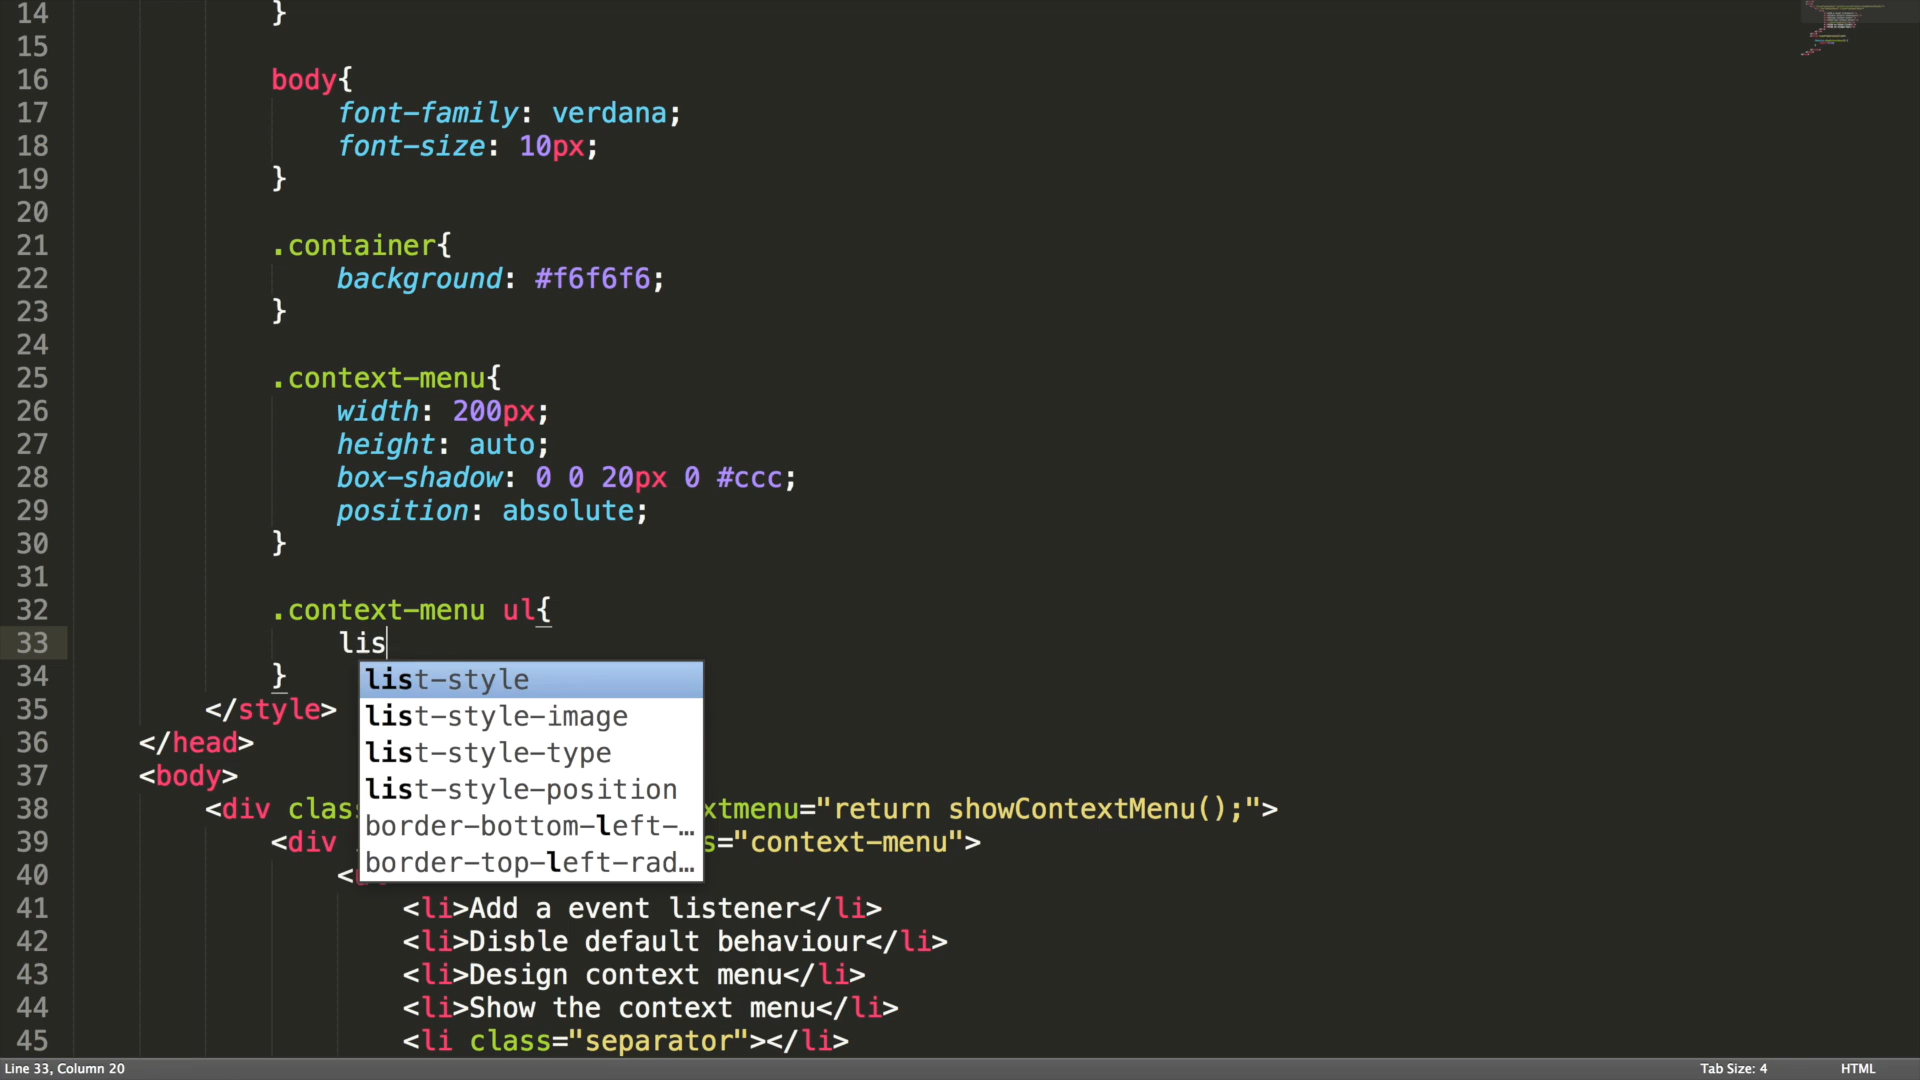 14 }
15
16 body{
17 font-family: verdana;
18 font-size: 10px;
19 }
20
21 .container{
22 background: #f6f6f6;
23 }
24
25 .context-menu{
26 width: 200px;
27 height: auto;
28 box-shadow: 0 0 20px 0 #ccc;
29 position: absolute;
30 }
31
32 .context-menu ul{
33 lis
34 }
list-style
35 </style>
list-style-image
36 </head>
list-style-type
37 <body>
list-style-position
38 <div clas xtmenu="return showContextMenu();">
border-bottom-left-…
39 <div s="context-menu">
border-top-left-rad…
40 <
41 <li>Add a event listener</li>
42 <li>Disble default behaviour</li>
43 <li>Design context menu</li>
44 <li>Show the context menu</li>
45 <li class="separator"></li>
Line 33, Column 20 Tab Size: 4 HTML